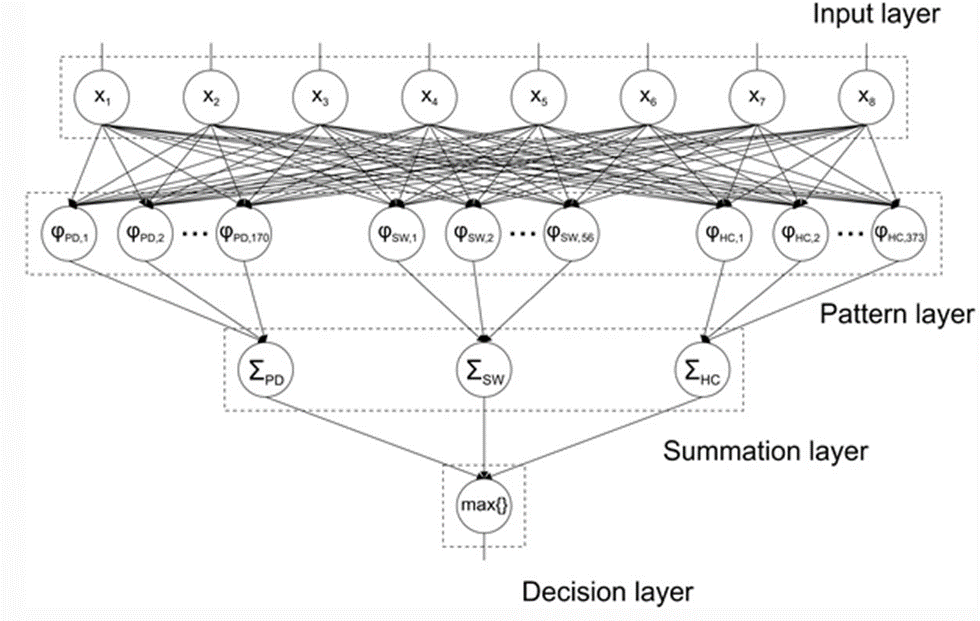 Input layer
x₁ x₂ x₃ x₄ x₅ x₆ x₇ x₈
φPD,1 φPD,2 ••• φPD,170 φSW,1 φSW,2 ••• φSW,56 φHC,1 φHC,2 ••• φHC,373
Pattern layer
ΣPD ΣSW ΣHC
Summation layer
max{}
Decision layer